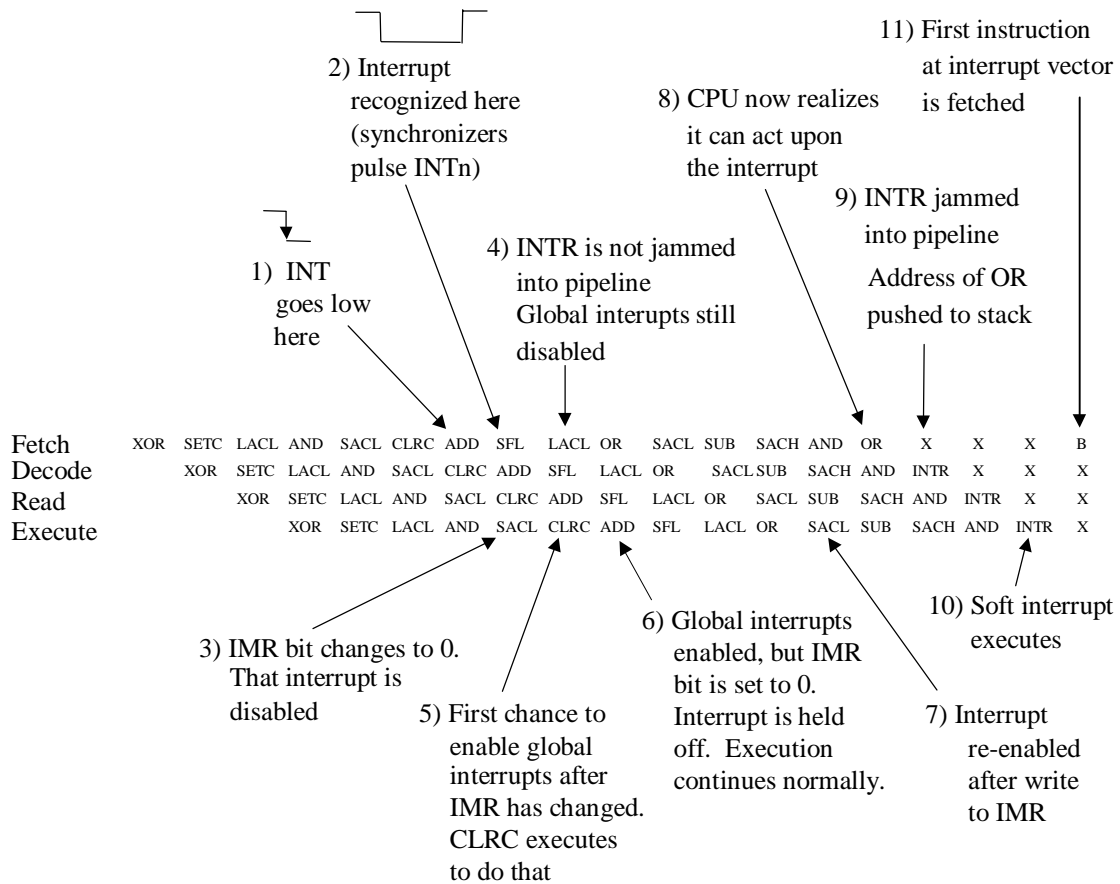 11) First instruction
at interrupt vector
is fetched
2) Interrupt
recognized here
(synchronizers
pulse INTn)
8) CPU now realizes
it can act upon
the interrupt
9) INTR jammed
into pipeline
Address of OR
pushed to stack
4) INTR is not jammed
into pipeline
Global interupts still
disabled
1) INT
goes low
here
Fetch XOR SETC LACL AND SACL CLRC ADD SFL LACL OR SACL SUB SACH AND OR X X X B
Decode XOR SETC LACL AND SACL CLRC ADD SFL LACL OR SACL SUB SACH AND INTR X X X
Read XOR SETC LACL AND SACL CLRC ADD SFL LACL OR SACL SUB SACH AND INTR X X
Execute XOR SETC LACL AND SACL CLRC ADD SFL LACL OR SACL SUB SACH AND INTR X
3) IMR bit changes to 0.
That interrupt is
disabled
5) First chance to
enable global
interrupts after
IMR has changed.
CLRC executes
to do that
6) Global interrupts
enabled, but IMR
bit is set to 0.
Interrupt is held
off. Execution
continues normally.
7) Interrupt
re-enabled
after write
to IMR
10) Soft interrupt
executes